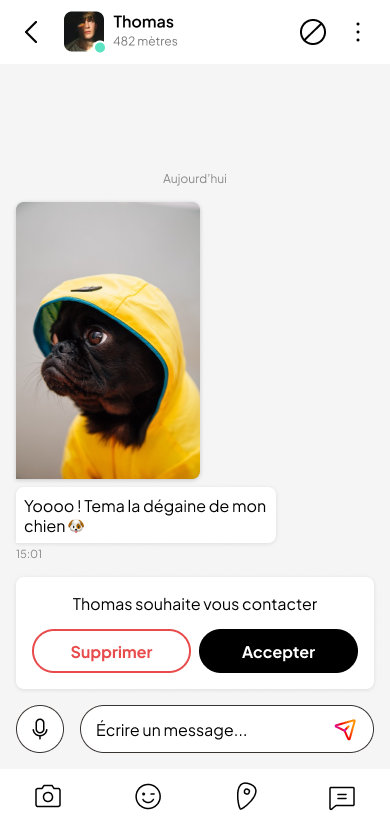 Thomas
482 mètres
Aujourd'hui
Yoooo ! Tema la dégaine de mon
chien🐶
15:01
Thomas souhaite vous contacter
Supprimer
Accepter
Écrire un message...